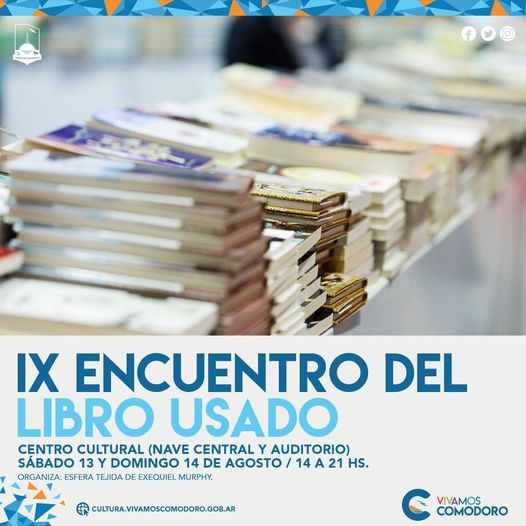 IX ENCUENTRO DEL
LIBRO USADO
CENTRO CULTURAL (NAVE CENTRAL Y AUDITORIO)
SÁBADO 13 Y DOMINGO 14 DE AGOSTO / 14 A 21 HS.
ORGANIZA: ESFERA TEJIDA DE EXEQUIEL MURPHY.
CULTURA.VIVAMOSCOMODORO.GOB.AR
VIVAMOS
COMODORO